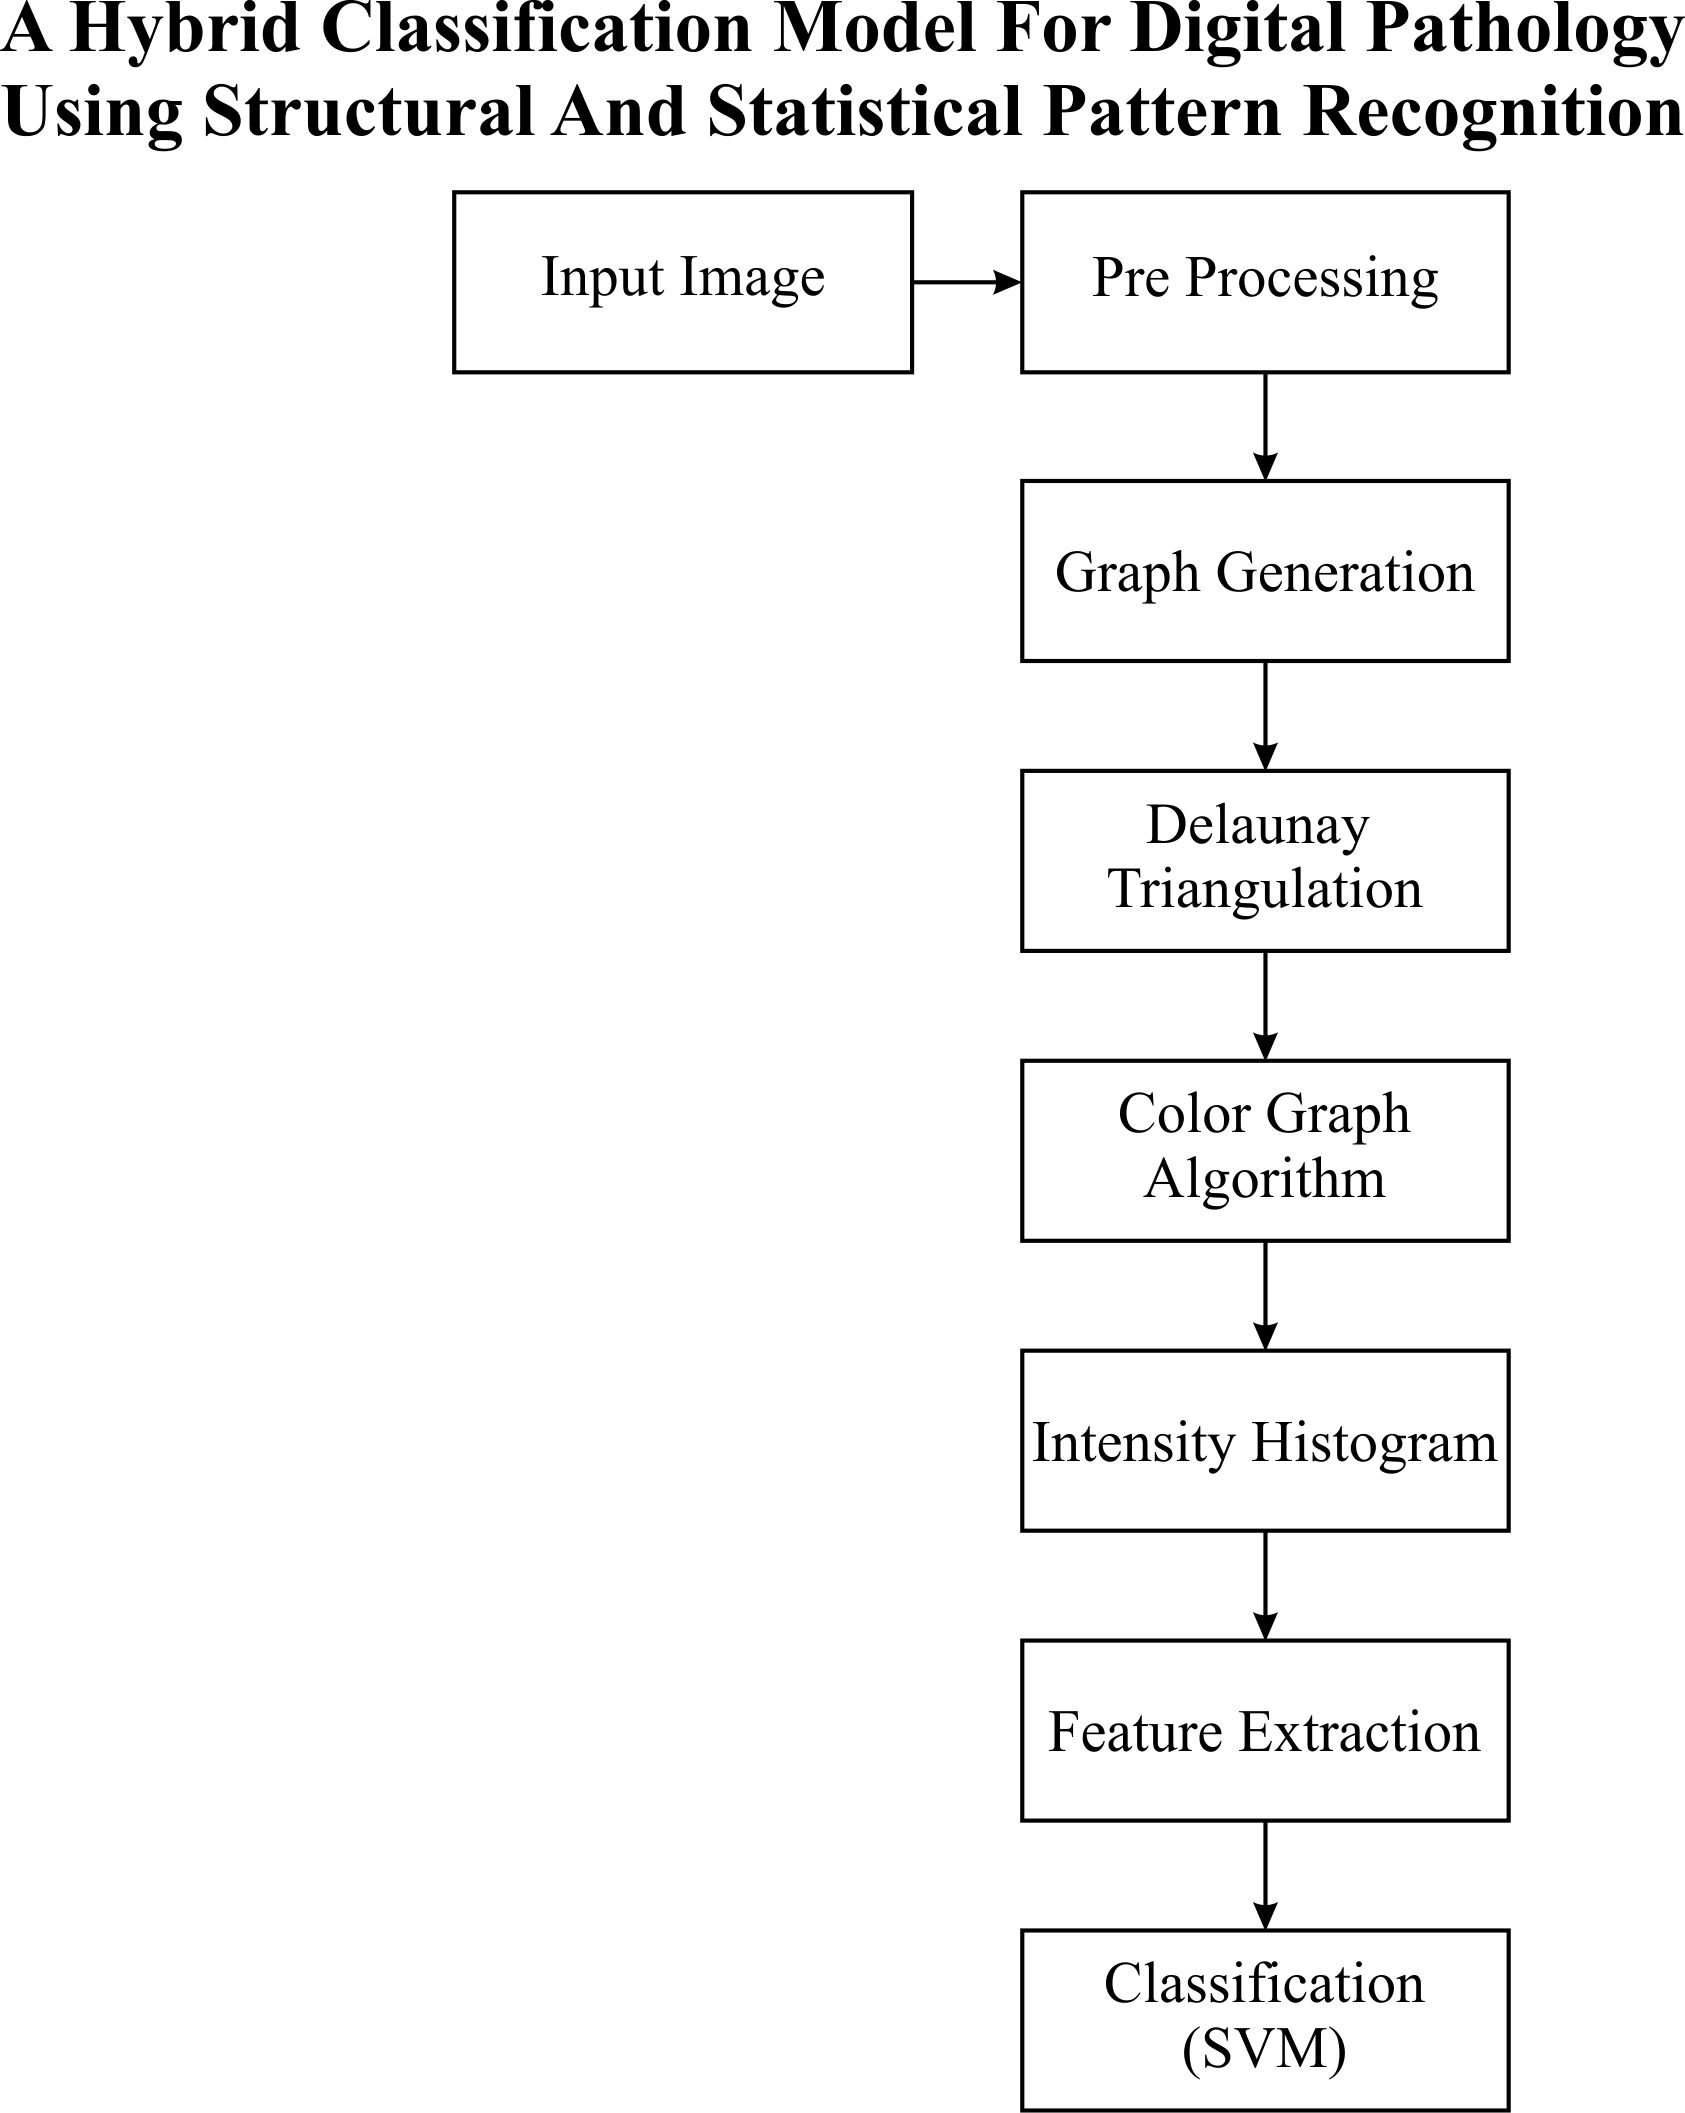 A Hybrid Classification Model For Digital Pathology
Using Structural And Statistical Pattern Recognition
Input Image
Pre Processing
Graph Generation
Delaunay
Triangulation
Color Graph
Algorithm
Intensity Histogram
Feature Extraction
Classification
(SVM)